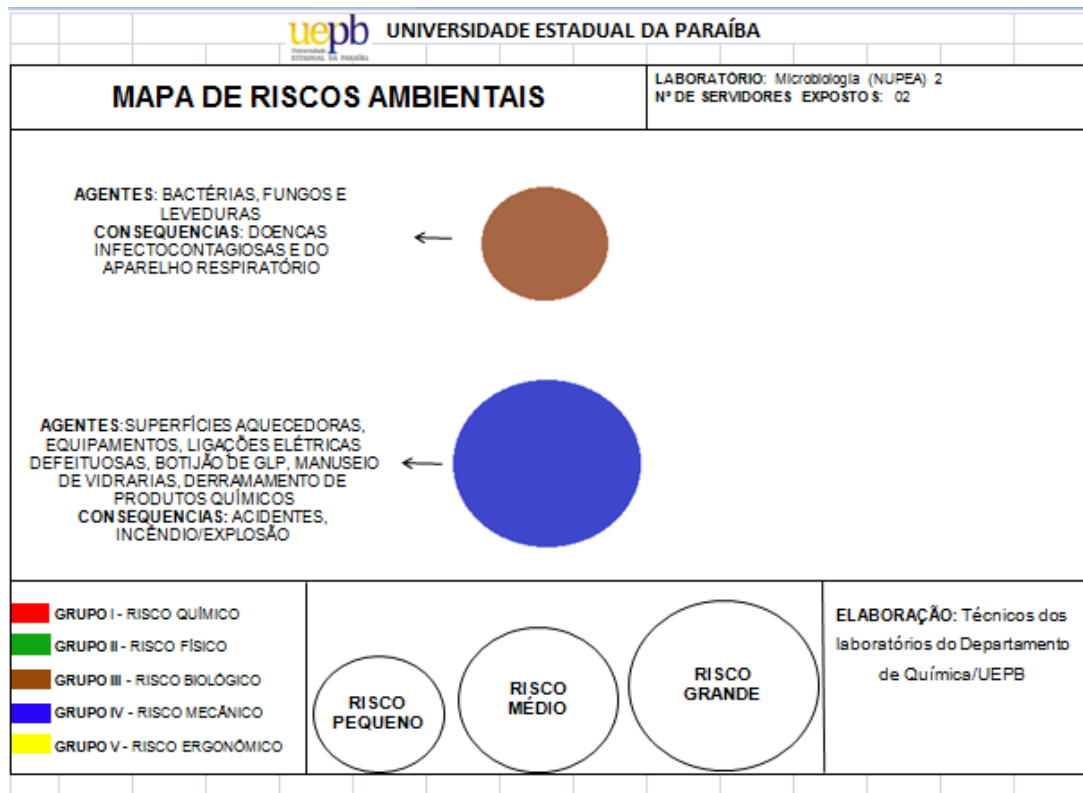 uepb
Universidade
ESTADUAL DA PARAÍBA
UNIVERSIDADE ESTADUAL DA PARAÍBA
MAPA DE RISCOS AMBIENTAIS
LABORATÓRIO: Microbiologia (NUPEA) 2
Nº DE SERVIDORES EXPOSTOS: 02
AGENTES: BACTÉRIAS, FUNGOS E
LEVEDURAS
CONSEQUENCIAS: DOENCAS
INFECTOCONTAGIOSAS E DO
APARELHO RESPIRATÓRIO
AGENTES:SUPERFÍCIES AQUECEDORAS,
EQUIPAMENTOS, LIGAÇÕES ELÉTRICAS
DEFEITUOSAS, BOTIJÃO DE GLP, MANUSEIO
DE VIDRARIAS, DERRAMAMENTO DE
PRODUTOS QUÍMICOS
CONSEQUENCIAS: ACIDENTES,
INCÊNDIO/EXPLOSÃO
GRUPO I - RISCO QUÍMICO
GRUPO II - RISCO FÍSICO
GRUPO III - RISCO BIOLÓGICO
GRUPO IV - RISCO MECÂNICO
GRUPO V - RISCO ERGONÔMICO
RISCO
PEQUENO
RISCO
MÉDIO
RISCO
GRANDE
ELABORAÇÃO: Técnicos dos
laboratórios do Departamento
de Química/UEPB